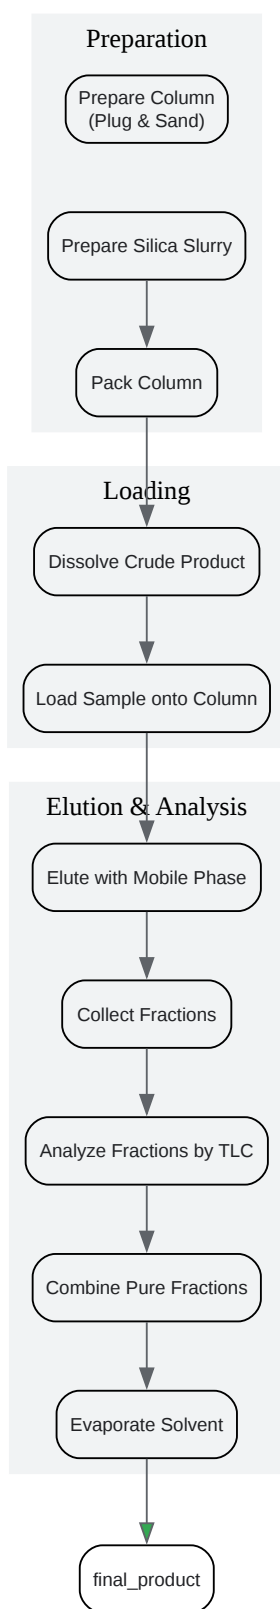 Preparation
Prepare Column
(Plug & Sand)
Prepare Silica Slurry
Pack Column
Loading
Dissolve Crude Product
Load Sample onto Column
Elution & Analysis
Elute with Mobile Phase
Collect Fractions
Analyze Fractions by TLC
Combine Pure Fractions
Evaporate Solvent
final_product